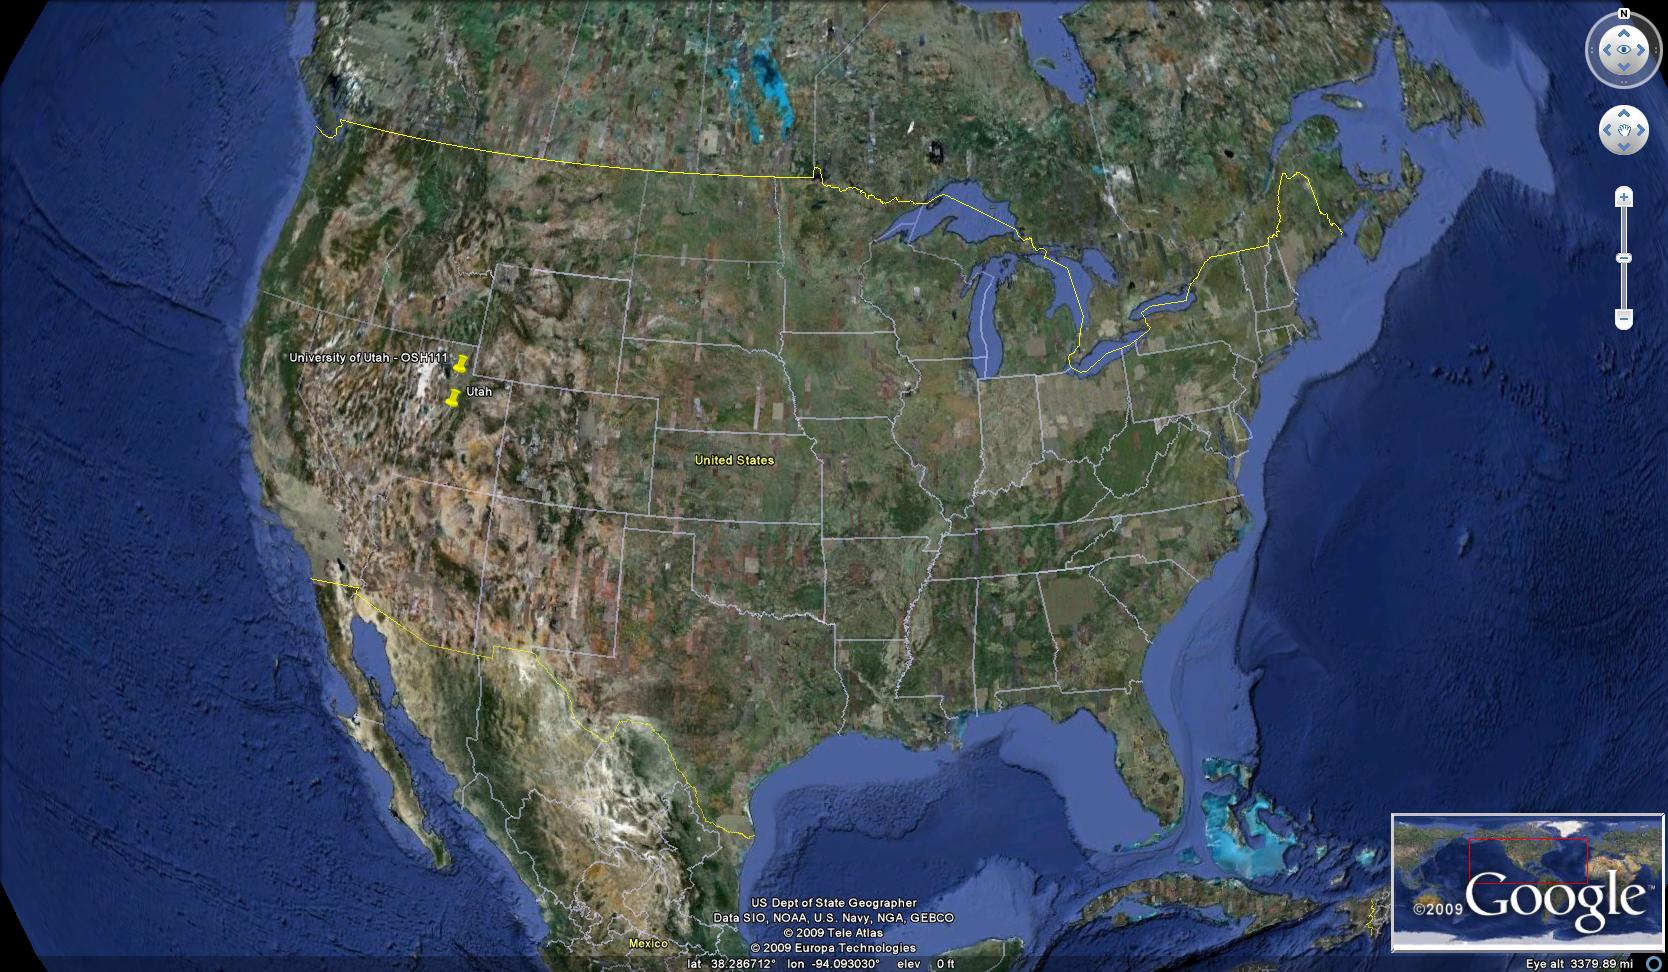 N
University of Utah - OSH111
Utah
United States
Mexico
US Dept of State Geographer
Data SIO, NOAA, U.S. Navy, NGA, GEBCO
© 2009 Tele Atlas
© 2009 Europa Technologies
©2009 Google™
lat 38.286712° lon -94.093030° elev 0 ft
Eye alt 3379.89 mi